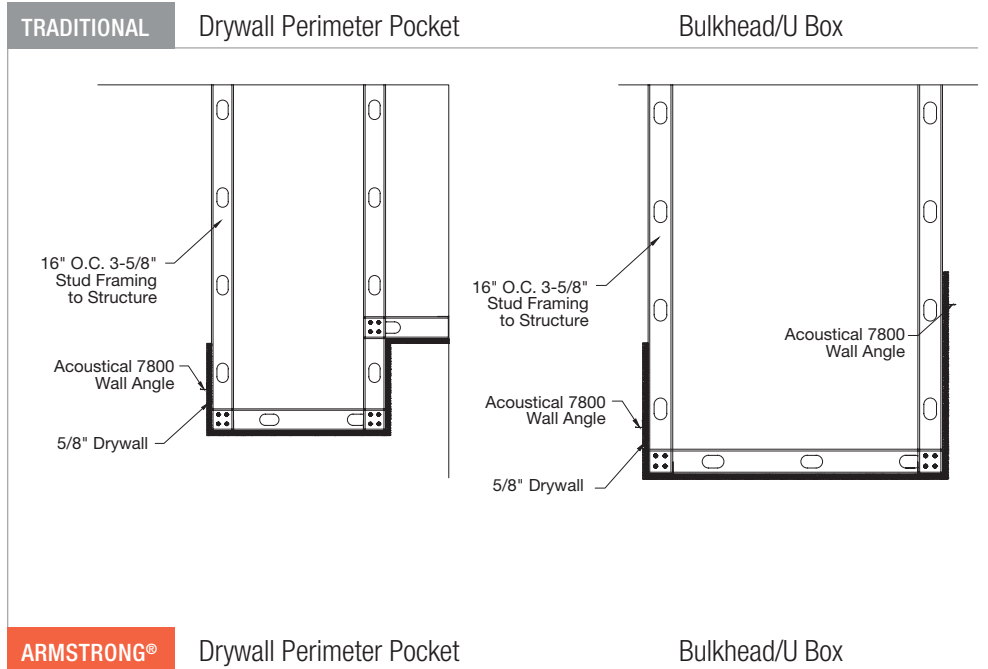 TRADITIONAL Drywall Perimeter Pocket Bulkhead/U Box
16" O.C. 3-5/8"
Stud Framing
to Structure
Acoustical 7800
Wall Angle
5/8" Drywall
16" O.C. 3-5/8"
Stud Framing
to Structure
Acoustical 7800
Wall Angle
Acoustical 7800
Wall Angle
5/8" Drywall
ARMSTRONG® Drywall Perimeter Pocket Bulkhead/U Box